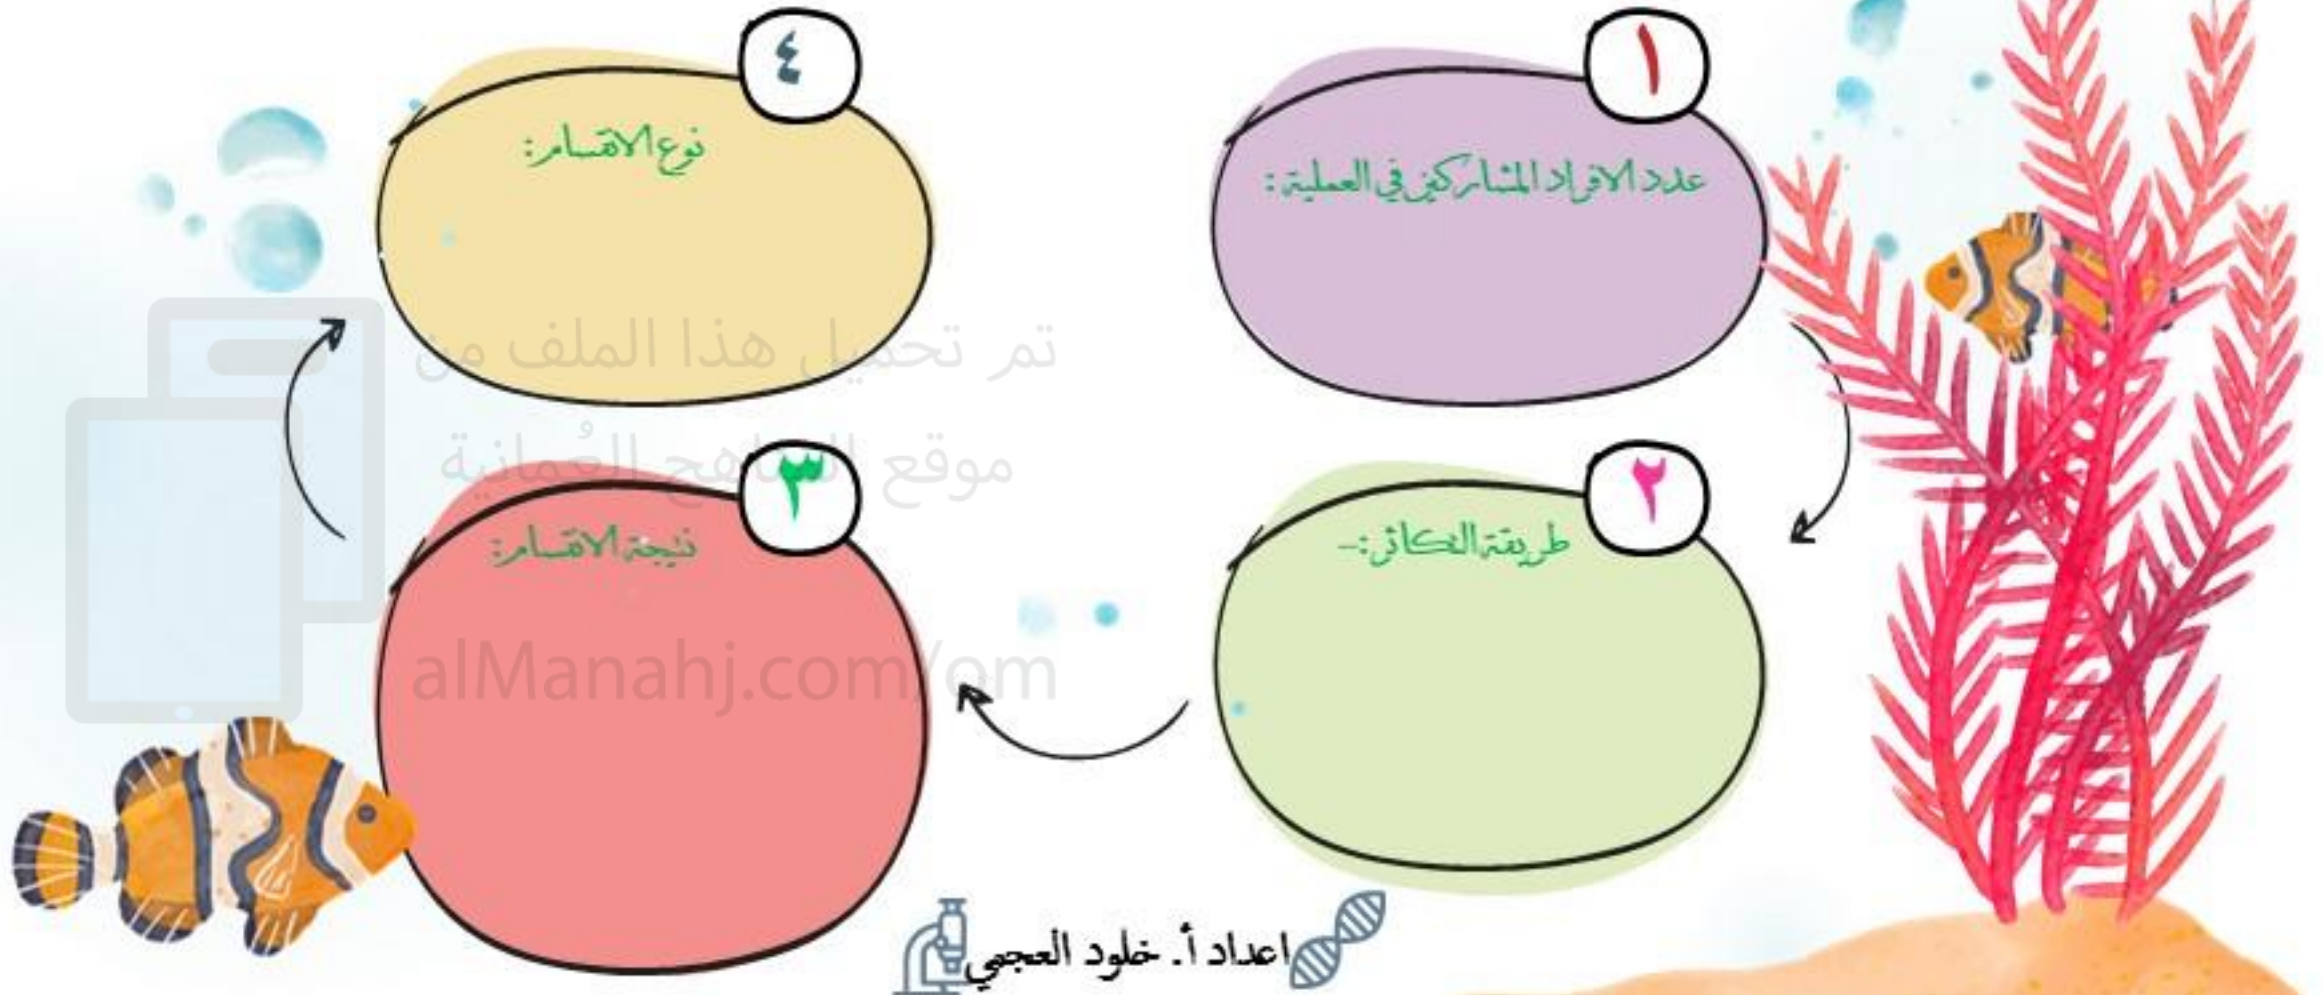 ١
عدد الافراد المشاركين في العملية:
٢
طريقة التكاثر:-
٣
نتيجة الانقسام:
٤
نوع الانقسام:
تم تحميل هذا الملف من
موقع المناهج العُمانية
alManahj.com/om
اعداد أ. خلود العجمي